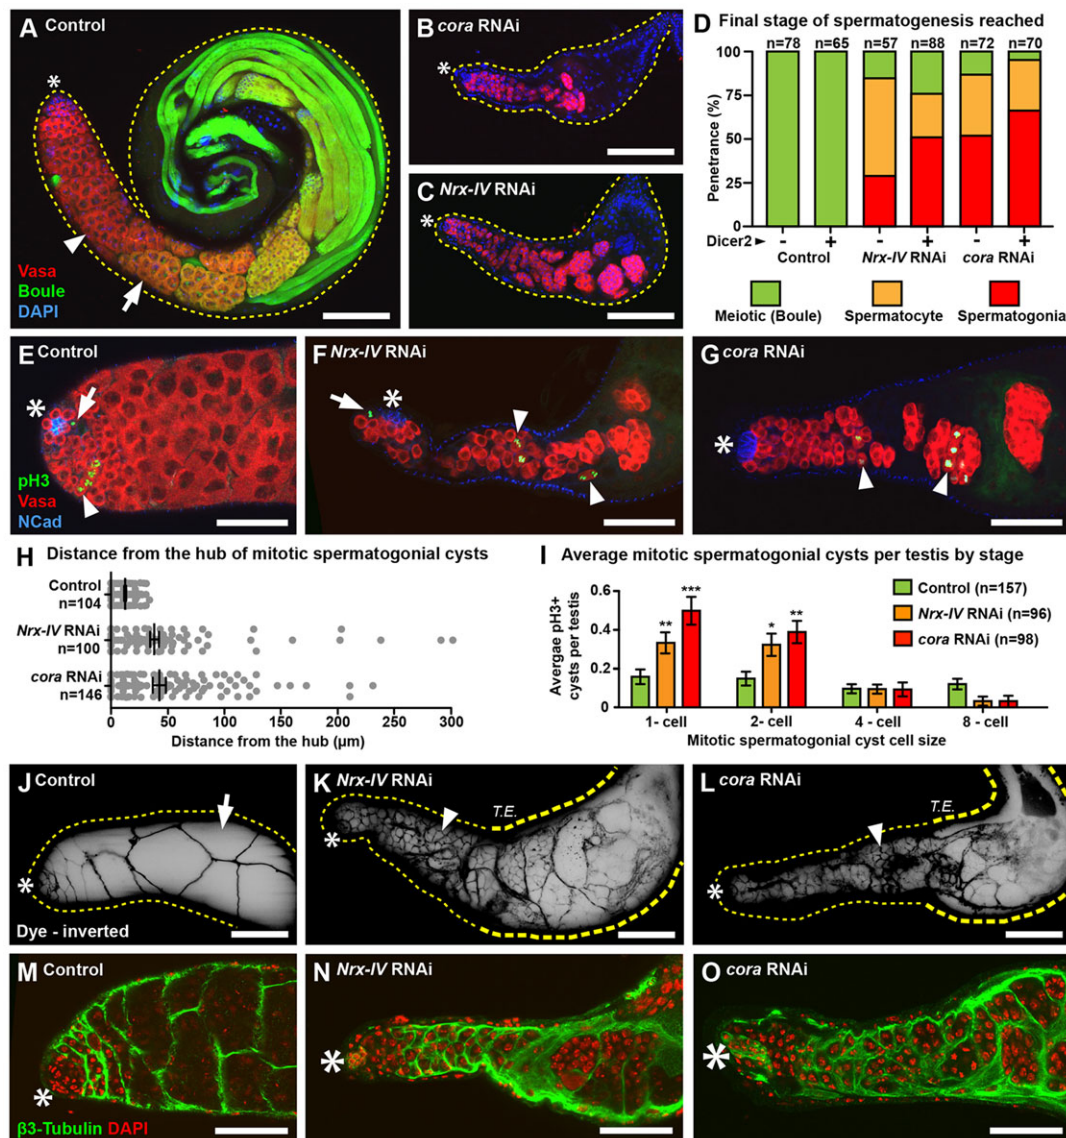 A Control
*
Vasa
Boule
DAPI
B cora RNAi
*
C Nrx-IV RNAi
*
D Final stage of spermatogenesis reached
n=78 n=65 n=57 n=88 n=72 n=70
100
75
50
25
0
Penetrance (%)
Dicer2 ► - + - + - +
Control Nrx-IV RNAi cora RNAi
Meiotic (Boule) Spermatocyte Spermatogonia
E Control
*
pH3
Vasa
NCad
F Nrx-IV RNAi
*
G cora RNAi
*
H Distance from the hub of mitotic spermatogonial cysts
Control
n=104
Nrx-IV RNAi
n=100
cora RNAi
n=146
0 50 100 150 200 250 300
Distance from the hub (µm)
I Average mitotic spermatogonial cysts per testis by stage
Avergae pH3+
cysts per testis
0.6
0.4
0.2
0
** *** * **
Control (n=157)
Nrx-IV RNAi (n=96)
cora RNAi (n=98)
1- cell 2- cell 4 - cell 8 - cell
Mitotic spermatogonial cyst cell size
J Control
*
Dye - inverted
K Nrx-IV RNAi
T.E.
*
L cora RNAi
T.E.
*
M Control
*
β3-Tubulin DAPI
N Nrx-IV RNAi
*
O cora RNAi
*